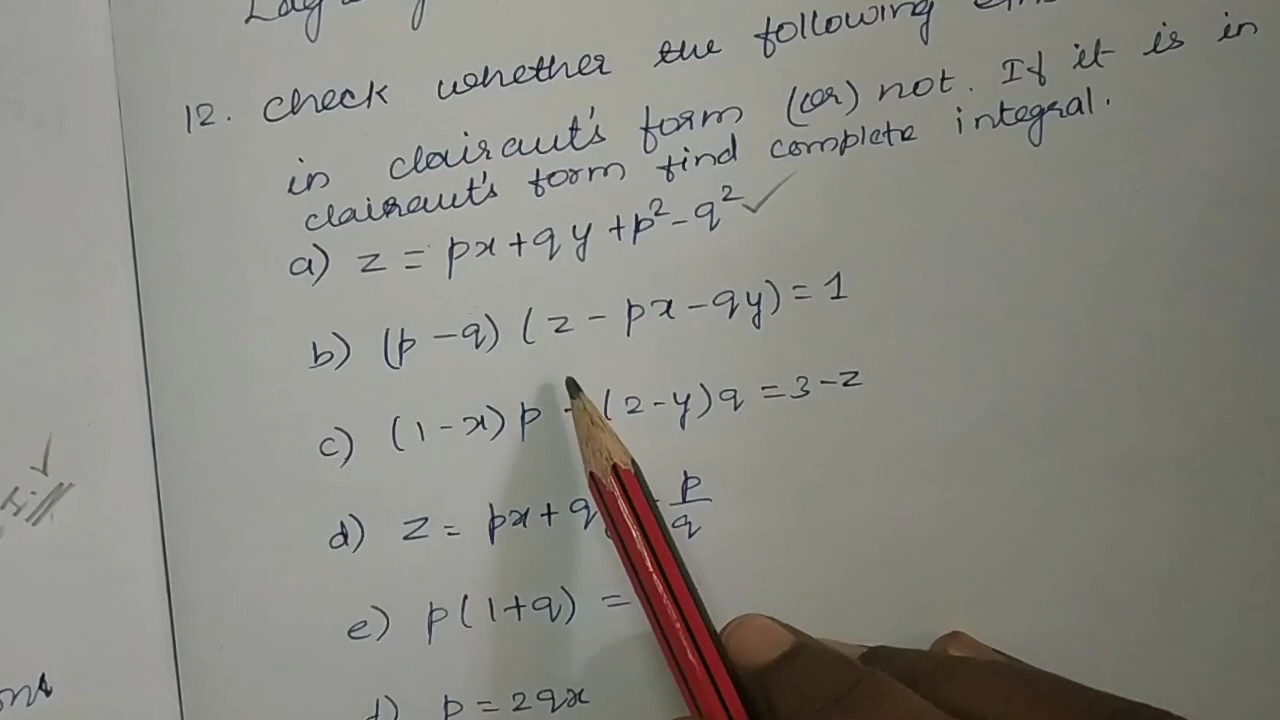 12. check whether the following
in clairaut's form (or) not. If it is in
clairaut's form find complete integral.
a) z = px + qy + p² - q² ✓
b) (p - q) (z - px - qy) = 1
c) (1 - x) p (2 - y) q = 3 - z
d) z = px + q p/q
e) p(1 + q) =
p = 2qx